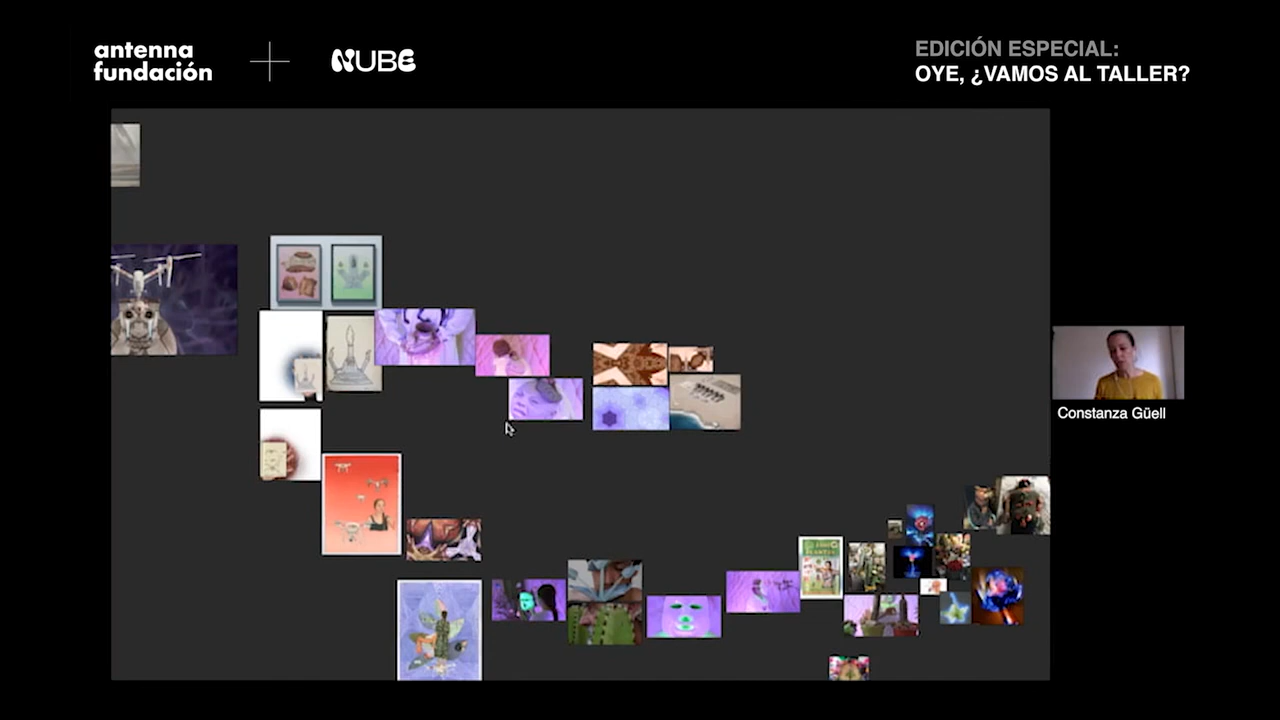 antenna
fundación
NUBE
EDICIÓN ESPECIAL:
OYE, ¿VAMOS AL TALLER?
Constanza Güell